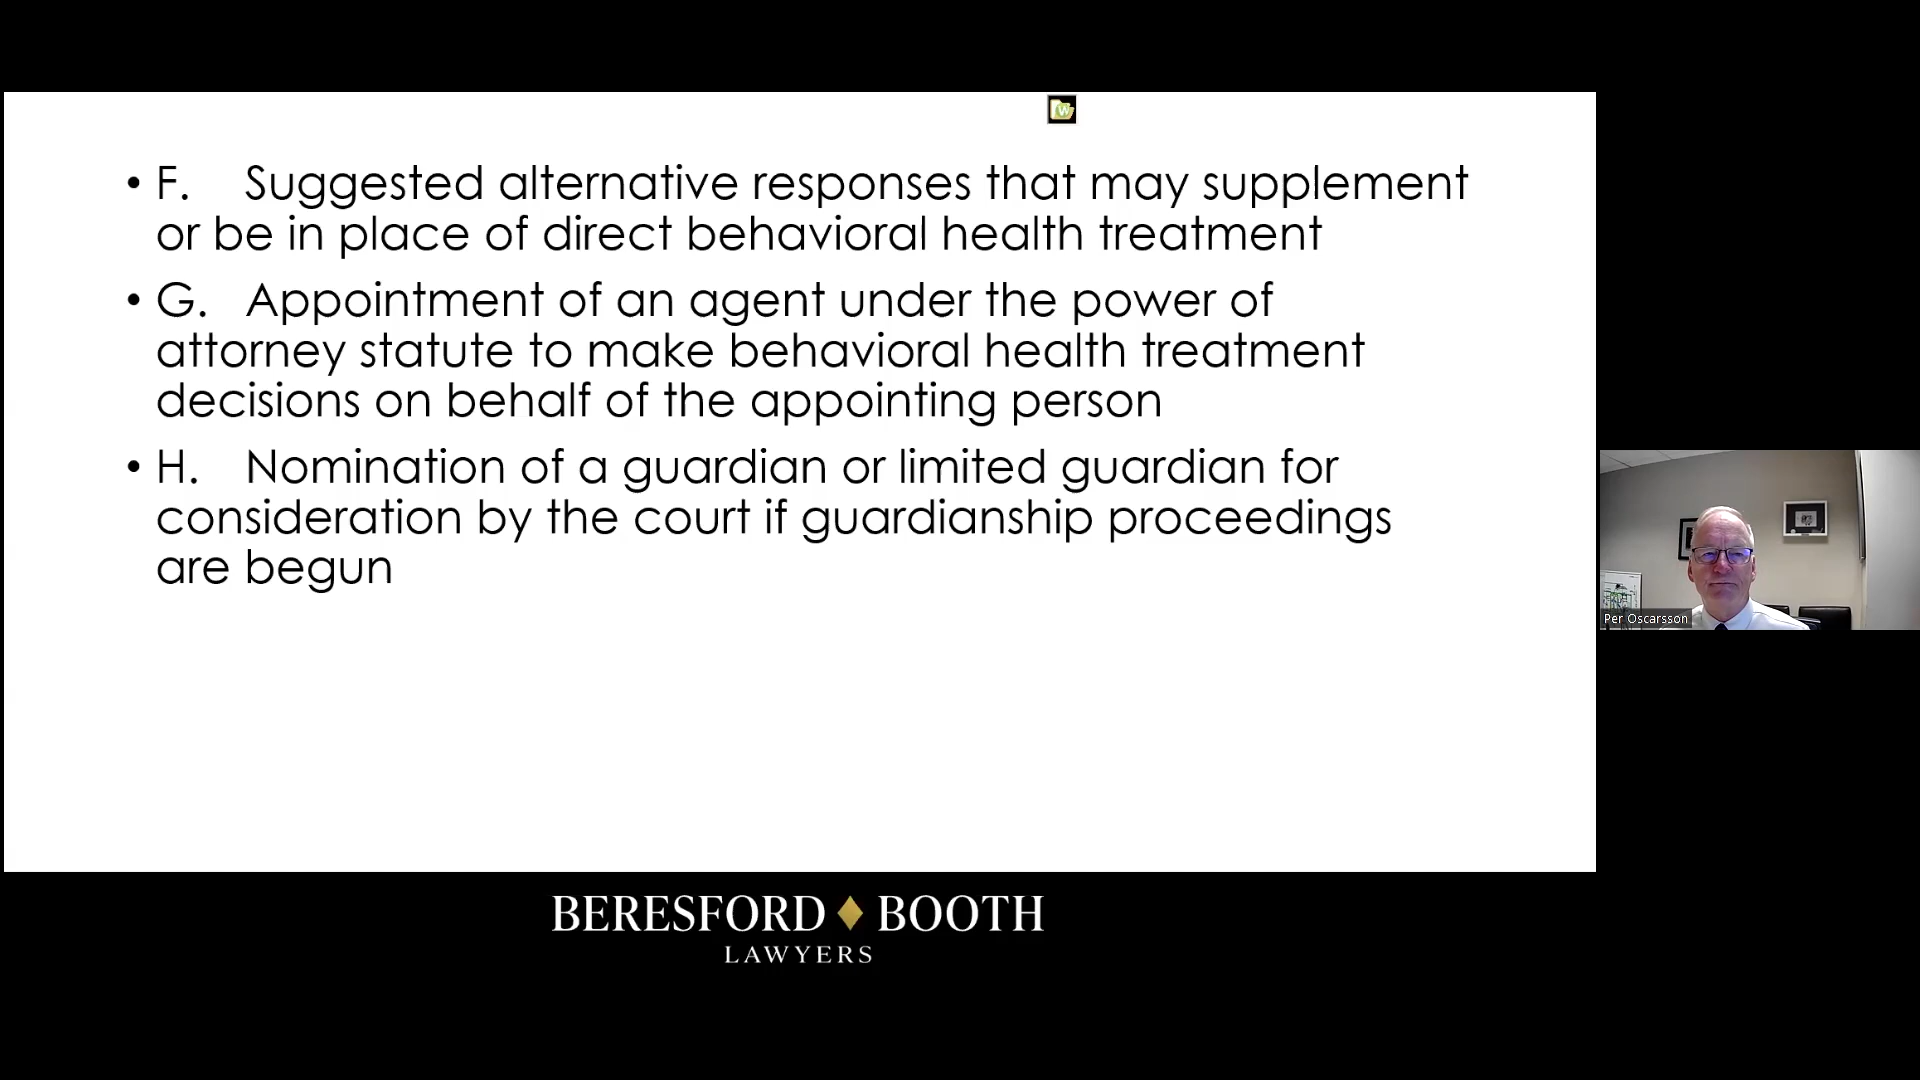 • F. Suggested alternative responses that may supplement
or be in place of direct behavioral health treatment
• G. Appointment of an agent under the power of
attorney statute to make behavioral health treatment
decisions on behalf of the appointing person
• H. Nomination of a guardian or limited guardian for
consideration by the court if guardianship proceedings
are begun
Per Oscarsson
BERESFORD BOOTH
LAWYERS